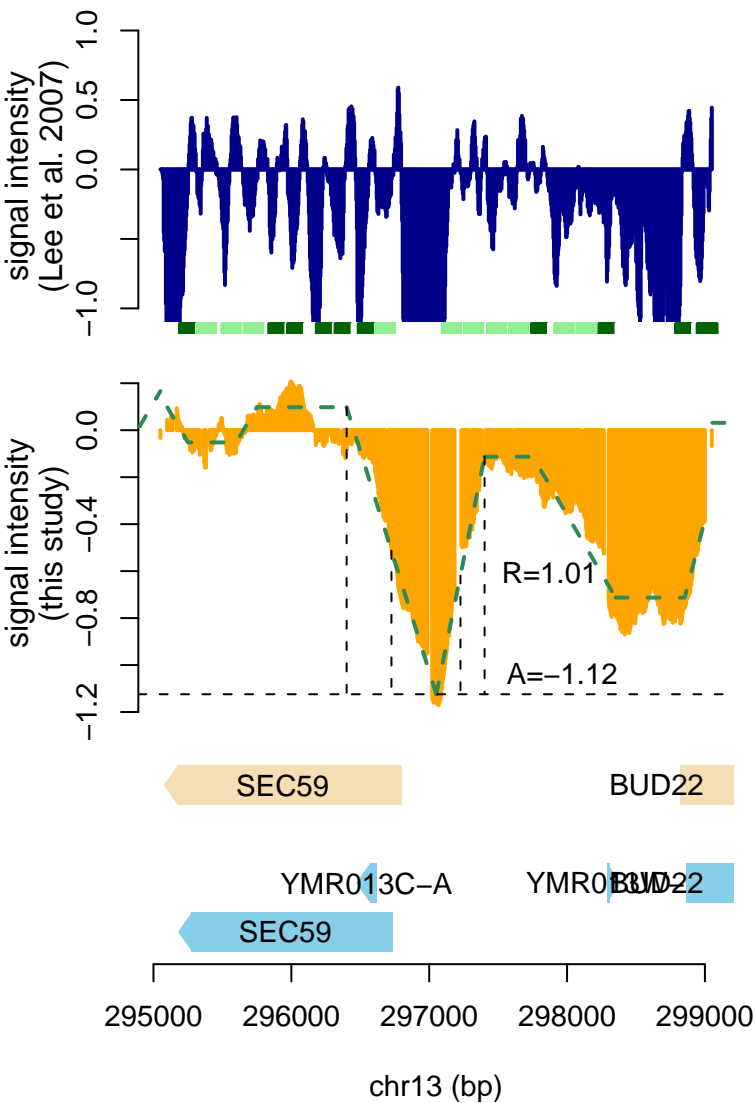 signal intensity
(Lee et al. 2007)
1.0
0.5
0.0
−1.0
signal intensity
(this study)
0.0
−0.4
−0.8
−1.2
R=1.01
A=−1.12
SEC59
BUD22
YMR013C−A
BUD22
SEC59
295000 296000 297000 298000 299000
chr13 (bp)